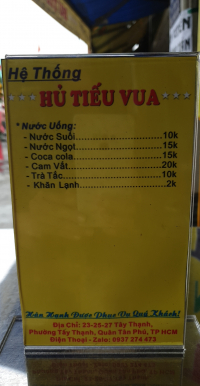 Hệ Thống
HỦ TIẾU VUA
* Nước Uống:
- Nước Suối..............................10k
- Nước Ngọt.............................15k
- Coca cola...............................15k
- Cam Vắt.................................20k
- Trà Tắc...................................10k
- Khăn Lạnh...............................2k
Hân Hạnh Được Phục Vụ Quý Khách!
Địa Chỉ: 23-25-27 Tây Thạnh,
Phường Tây Thạnh, Quận Tân Phú, TP HCM
Điện Thoại - Zalo: 0937 274 473